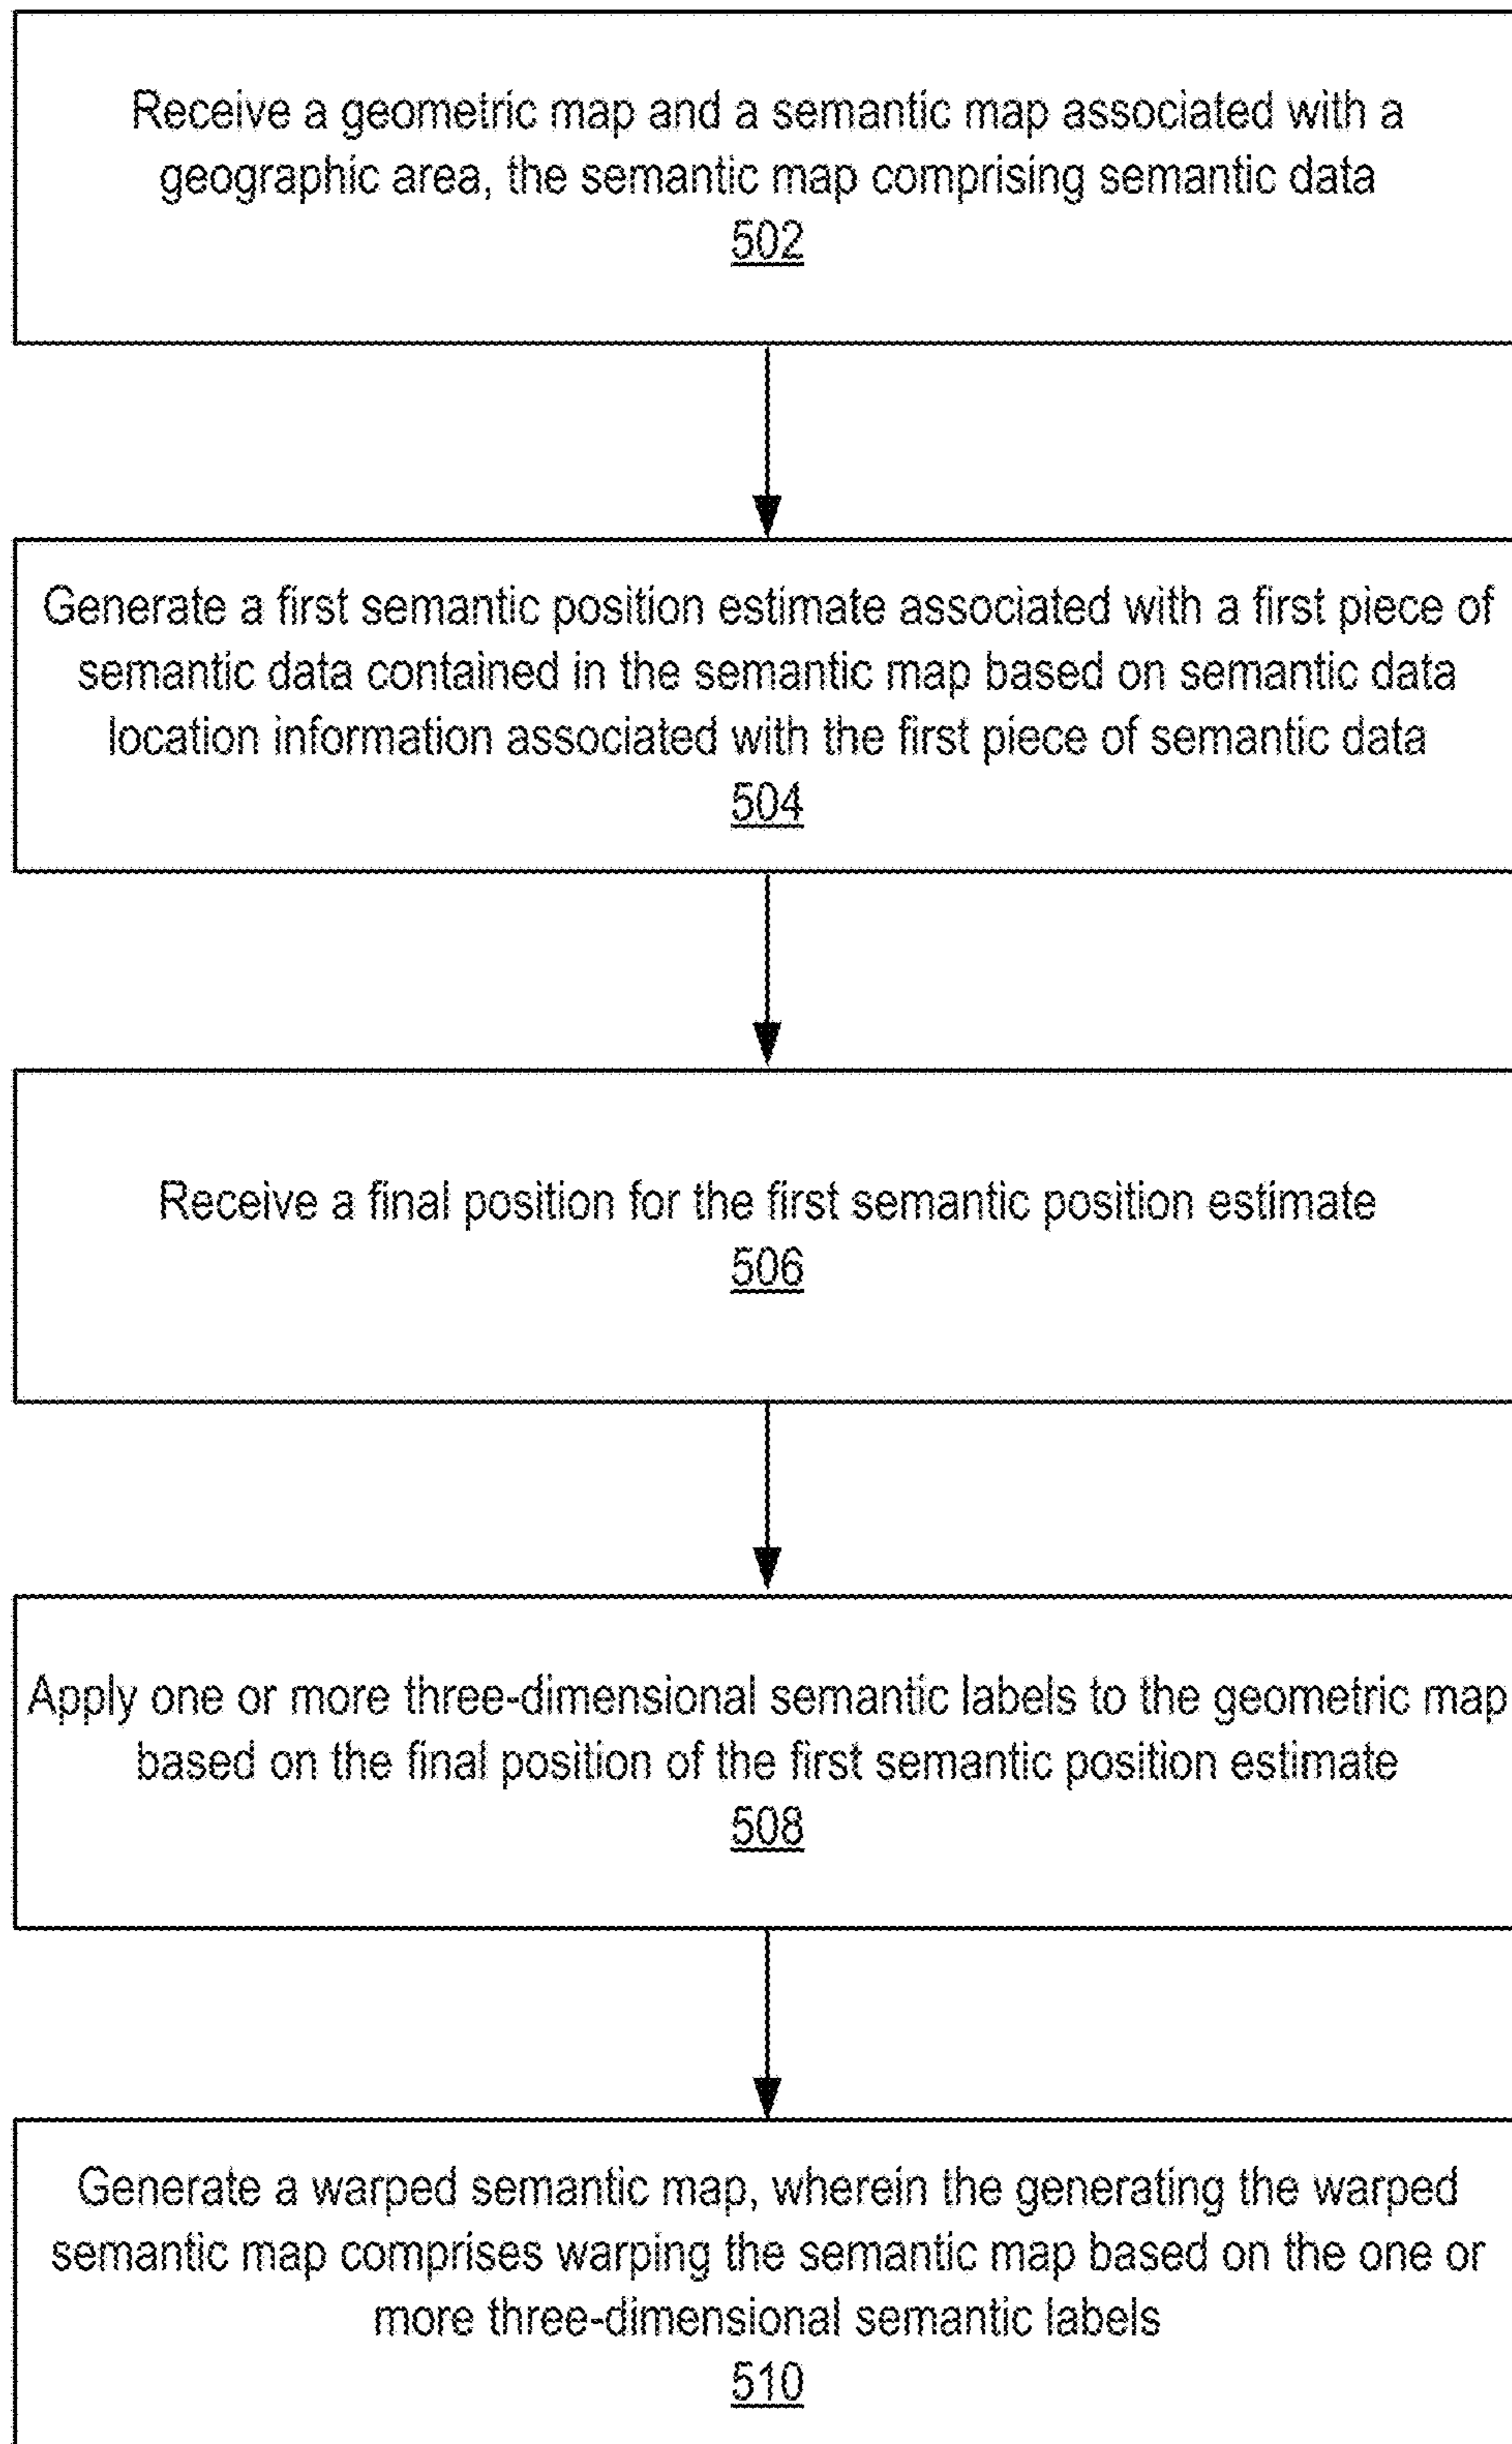 Receive a geometric map and a semantic map associated with a
geographic area, the semantic map comprising semantic data
502
Generate a first semantic position estimate associated with a first piece of
semantic data contained in the semantic map based on semantic data
location information associated with the first piece of semantic data
504
Receive a final position for the first semantic position estimate
506
Apply one or more three-dimensional semantic labels to the geometric map
based on the final position of the first semantic position estimate
508
Generate a warped semantic map, wherein the generating the warped
semantic map comprises warping the semantic map based on the one or
more three-dimensional semantic labels
510